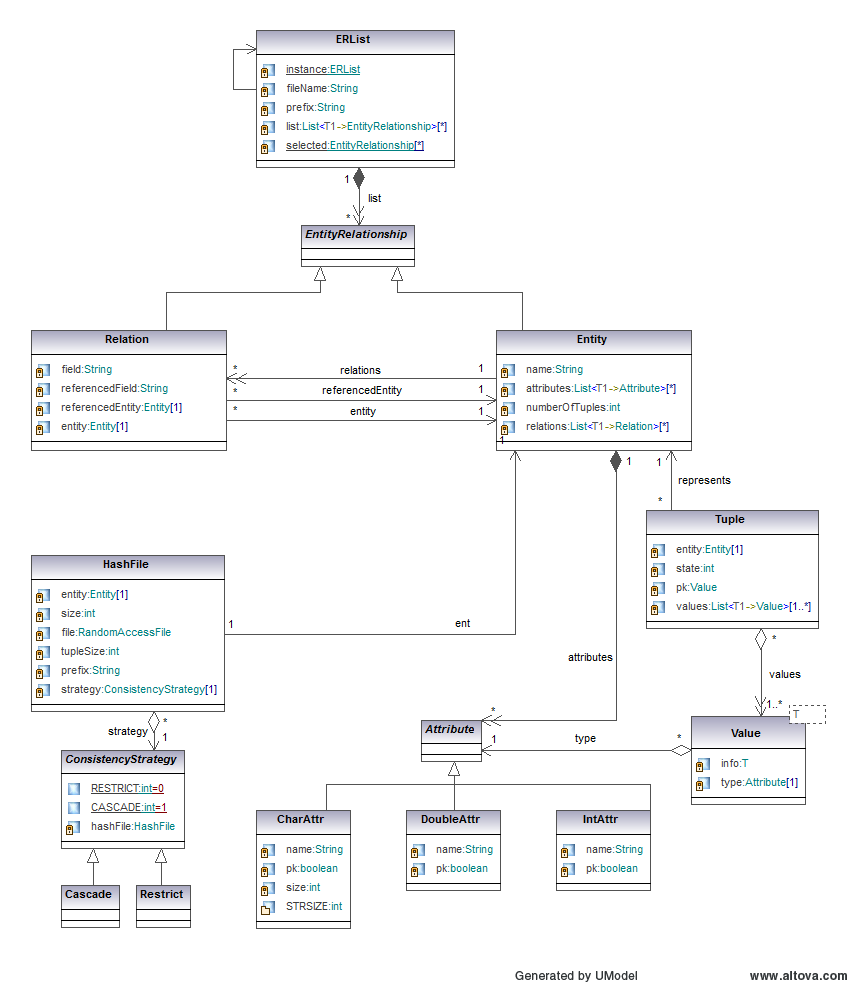 ERList
instance:ERList
fileName:String
prefix:String
list:List<T1->EntityRelationship>[*]
selected:EntityRelationship[*]
1
list
*
EntityRelationship
Relation
field:String
referencedField:String
referencedEntity:Entity[1]
entity:Entity[1]
* relations 1
* referencedEntity 1
* entity 1
Entity
name:String
attributes:List<T1->Attribute>[*]
numberOfTuples:int
relations:List<T1->Relation>[*]
1
1
1
represents
*
Tuple
entity:Entity[1]
state:int
pk:Value
values:List<T1->Value>[1..*]
HashFile
entity:Entity[1]
size:int
file:RandomAccessFile
tupleSize:int
prefix:String
strategy:ConsistencyStrategy[1]
1 ent
attributes
*
*
values
1..*
T
Value
info:T
type:Attribute[1]
*
strategy
1
ConsistencyStrategy
RESTRICT:int=0
CASCADE:int=1
hashFile:HashFile
Attribute
1 type *
Cascade
Restrict
CharAttr
name:String
pk:boolean
size:int
STRSIZE:int
DoubleAttr
name:String
pk:boolean
IntAttr
name:String
pk:boolean
Generated by UModel
www.altova.com